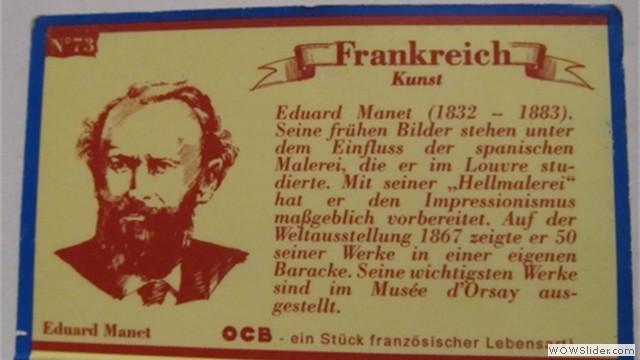 N°73
Frankreich
Kunst
Eduard Manet (1832 – 1883).
Seine frühen Bilder stehen unter
dem Einfluss der spanischen
Malerei, die er im Louvre stu-
dierte. Mit seiner „Hellmalerei“
hat er den Impressionismus
maßgeblich vorbereitet. Auf der
Weltausstellung 1867 zeigte er 50
seiner Werke in einer eigenen
Baracke. Seine wichtigsten Werke
sind im Musée d'Orsay aus-
gestellt.
Eduard Manet
OCB - ein Stück französischer Lebensart!
WOWSlider.com